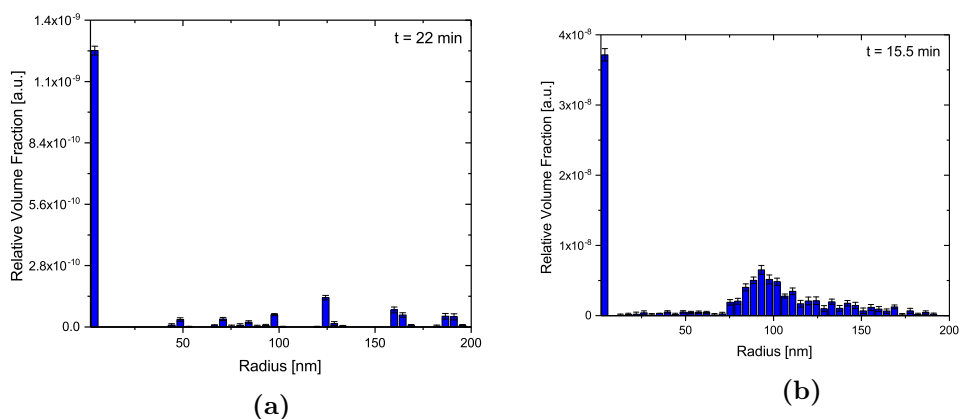 Relative Volume Fraction [a.u.]
1.4x10⁻⁹
1.1x10⁻⁹
8.4x10⁻¹⁰
5.6x10⁻¹⁰
2.8x10⁻¹⁰
0.0
t = 22 min
50 100 150 200
Radius [nm]
(a)
Relative Volume Fraction [a.u.]
4x10⁻⁸
3x10⁻⁸
2x10⁻⁸
1x10⁻⁸
0
t = 15.5 min
50 100 150 200
Radius [nm]
(b)